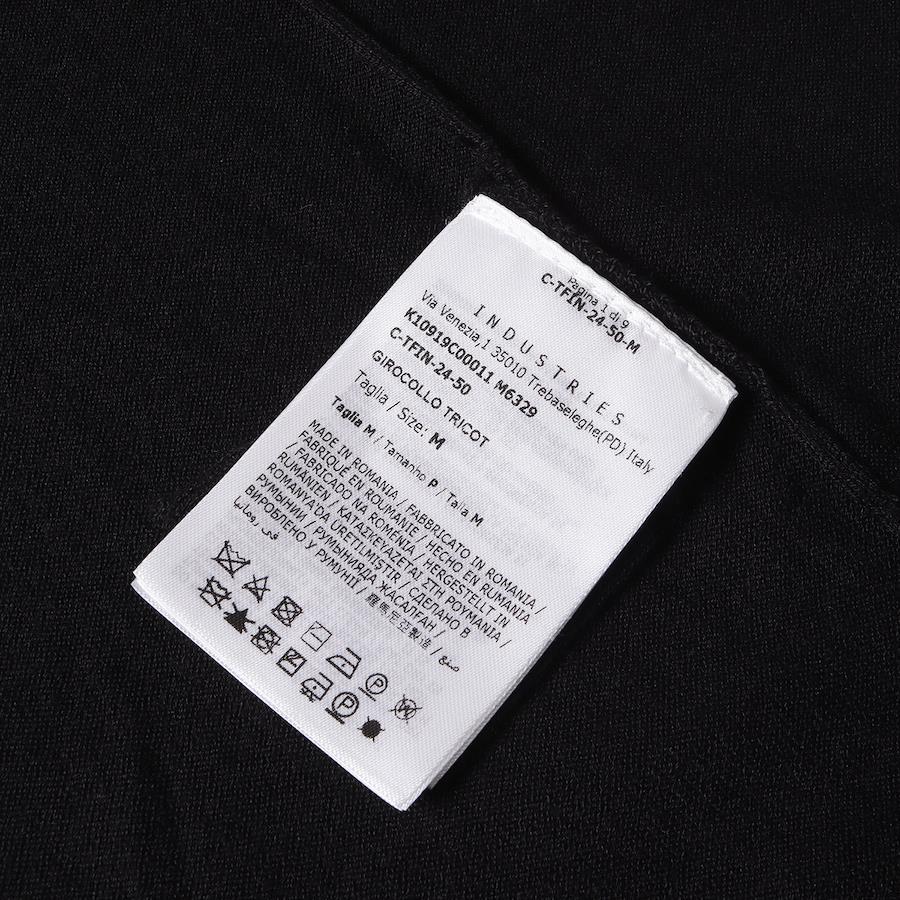 Pagina 1 di 9
C-TFIN-24-50-M
INDUSTRIES
Via Venezia,1 35010 Trebaseleghe(PD) Italy
K10919C00011 M6329
C-TFIN-24-50
GIROCOLLO TRICOT
Taglia / Size: M
Taglia M / Tamanho P / Talla M
MADE IN ROMANIA / FABBRICATO IN ROMANIA /
/ FABRIQUÉ EN ROUMANIE / HECHO EN RUMANIA
/ FABRICADO NA ROMÉNIA / HERGESTELLT IN
RUMÄNIEN / ΚΑΤΑΣΚΕΥΑΖΕΤΑΙ ΣΤΗ ΡΟΥΜΑΝΙΑ /
ROMANYA'DA ÜRETILMIŞTIR / СДЕЛАНО В
РУМЫНИИ / РУМЫНИЯДА ЖАСАЛҒАН /
ВИРОБЛЕНО У РУМУНІЇ / 羅馬尼亞製造 / صنع
في رومانيا
P
W
P